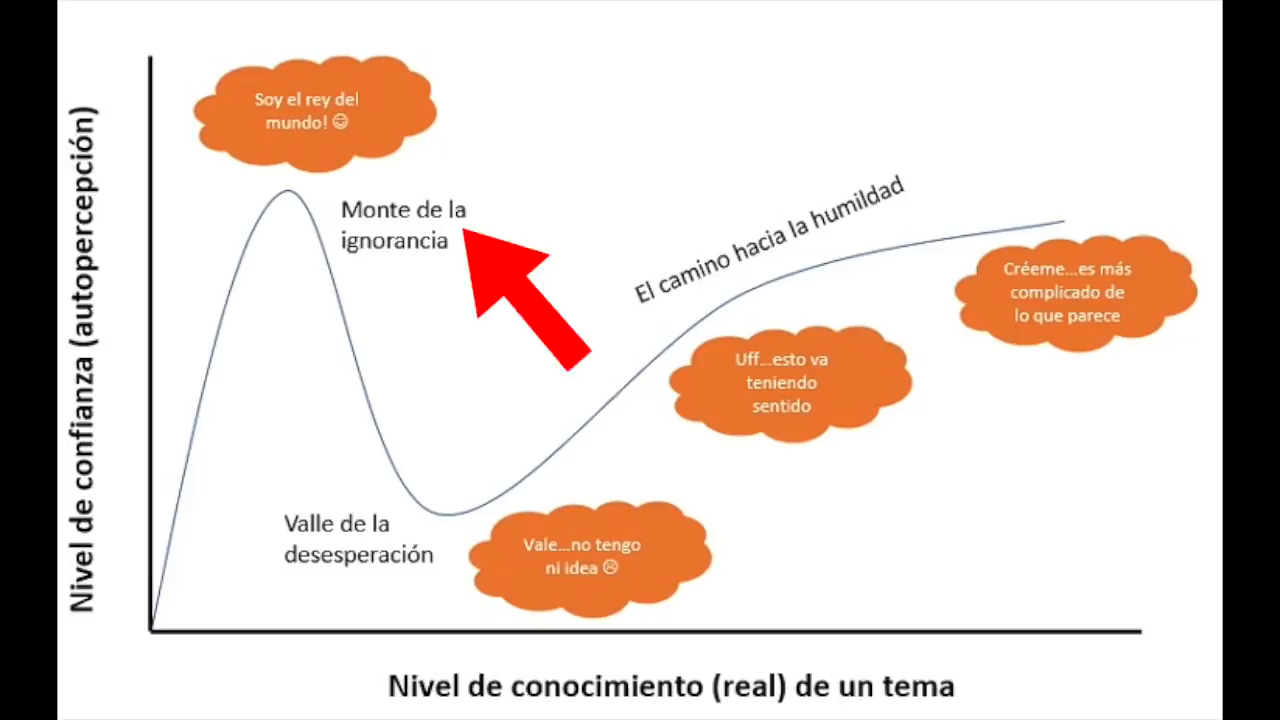 Nivel de confianza (autopercepción)
Soy el rey del
mundo! ☺
Monte de la
ignorancia
El camino hacia la humildad
Créeme...es más
complicado de
lo que parece
Uff...esto va
teniendo
sentido
Valle de la
desesperación
Vale...no tengo
ni idea ☹
Nivel de conocimiento (real) de un tema